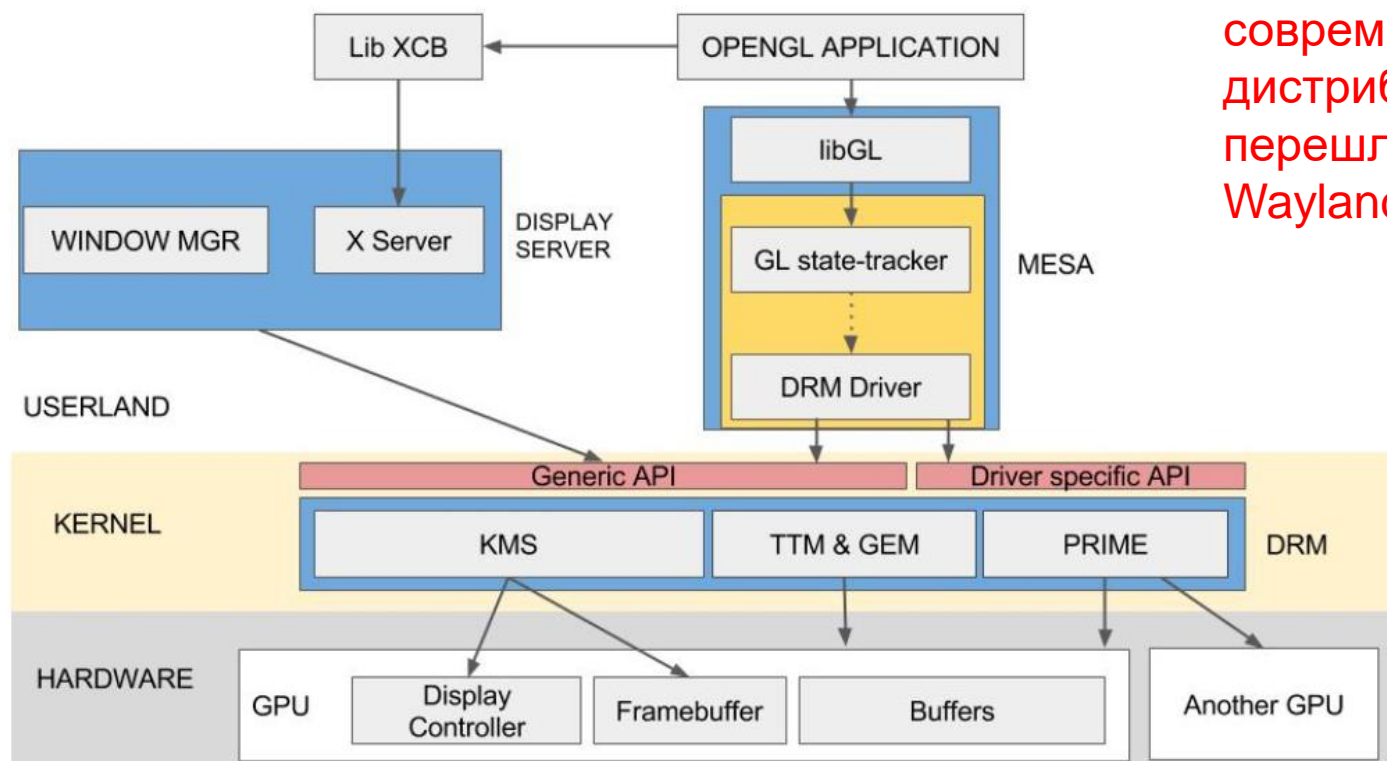 Lib XCB
OPENGL APPLICATION
libGL
WINDOW MGR
X Server
DISPLAY
SERVER
GL state-tracker
MESA
DRM Driver
USERLAND
Generic API
Driver specific API
KERNEL
KMS
TTM & GEM
PRIME
DRM
HARDWARE
GPU
Display
Controller
Framebuffer
Buffers
Another GPU